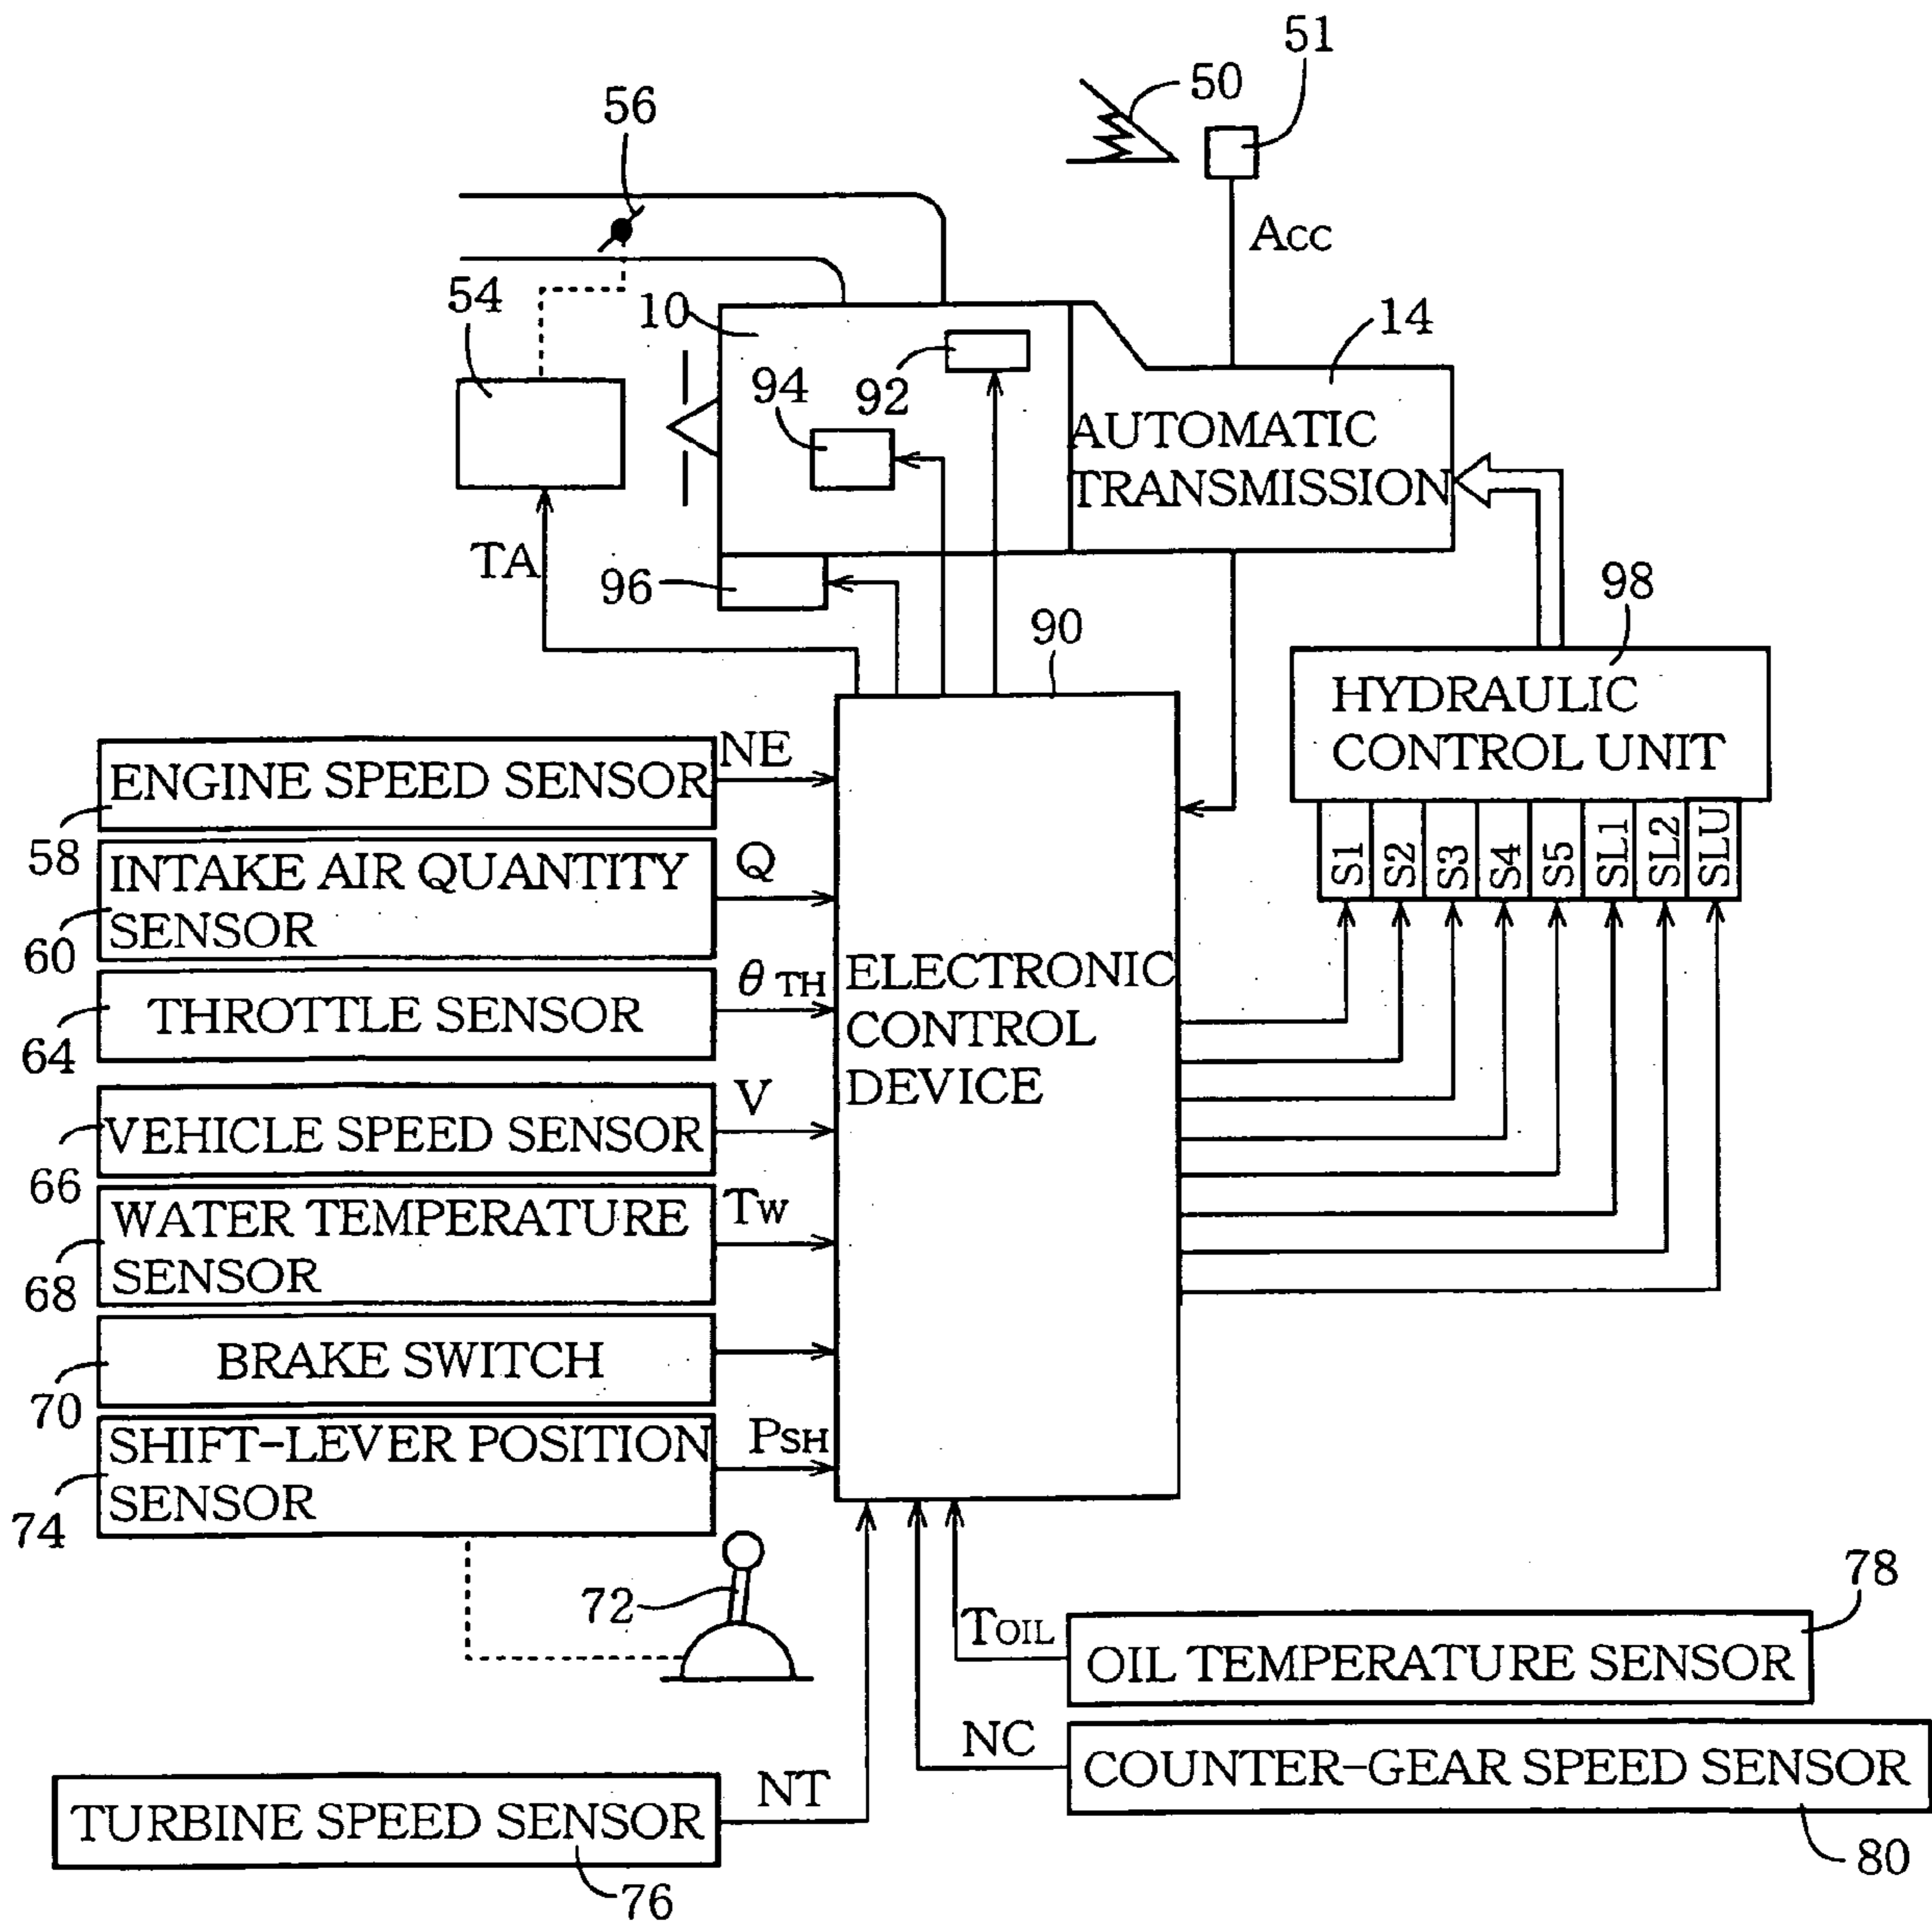 51
50
56
Acc
54
10
14
92
94
AUTOMATIC
TRANSMISSION
TA
96
98
90
HYDRAULIC
CONTROL UNIT
S1
S2
S3
S4
S5
SL1
SL2
SLU
ENGINE SPEED SENSOR
NE
58
INTAKE AIR QUANTITY
SENSOR
Q
60
THROTTLE SENSOR
θTH
64
ELECTRONIC
CONTROL
DEVICE
VEHICLE SPEED SENSOR
V
66
WATER TEMPERATURE
SENSOR
Tw
68
BRAKE SWITCH
70
SHIFT-LEVER POSITION
SENSOR
PSH
74
72
78
TOIL
OIL TEMPERATURE SENSOR
NC
COUNTER-GEAR SPEED SENSOR
80
NT
TURBINE SPEED SENSOR
76